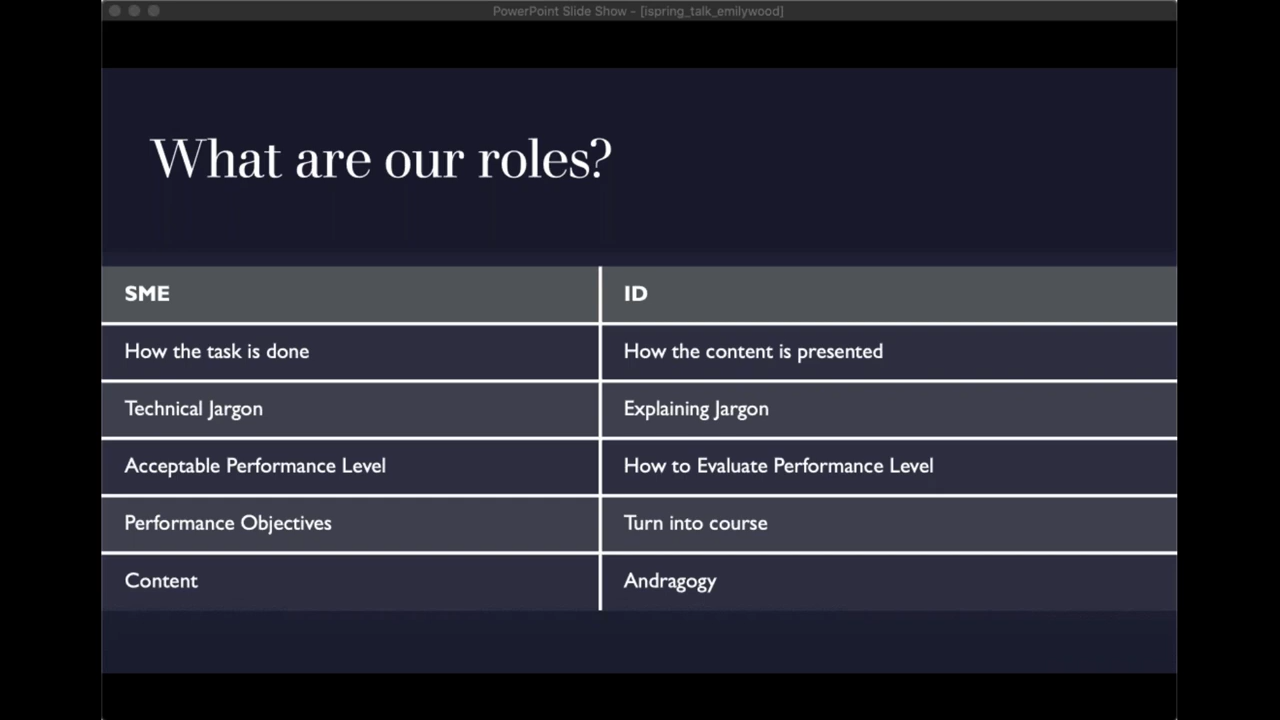 PowerPoint Slide Show - [ispring_talk_emilywood]
What are our roles?
SME ID
How the task is done How the content is presented
Technical Jargon Explaining Jargon
Acceptable Performance Level How to Evaluate Performance Level
Performance Objectives Turn into course
Content Andragogy